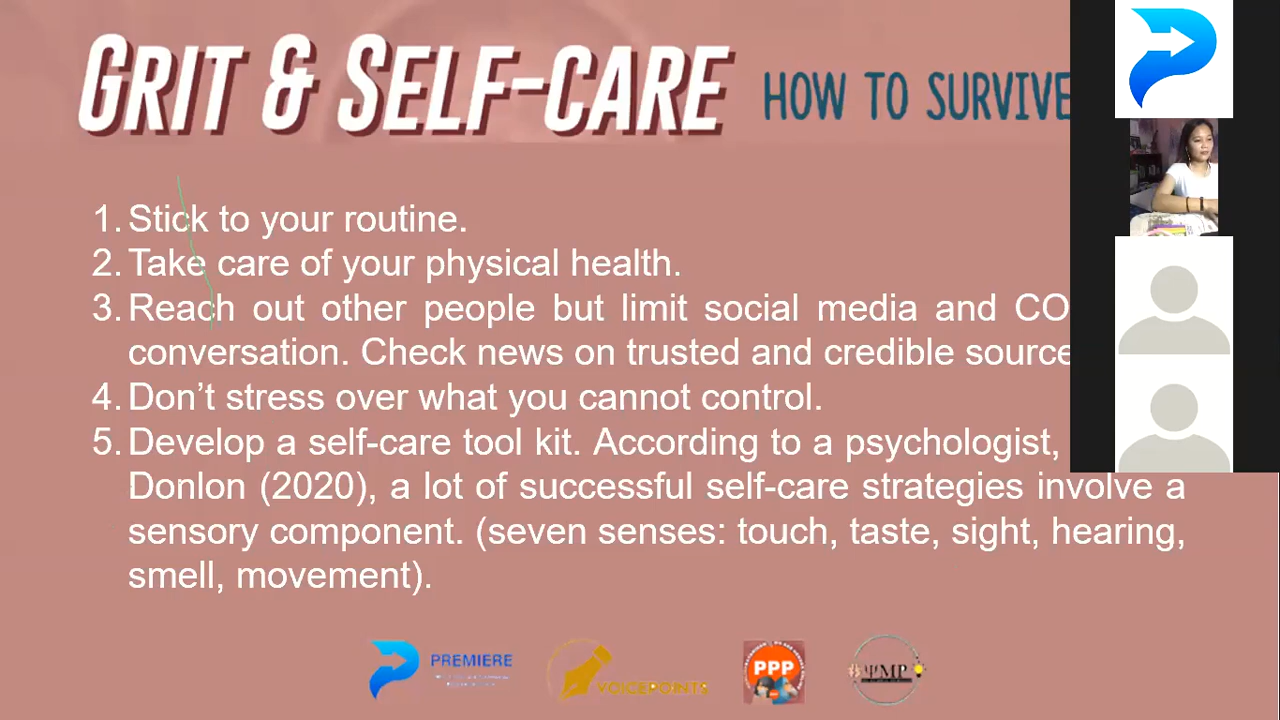 GRIT & SELF-CARE HOW TO SURVIVE
1. Stick to your routine.
2. Take care of your physical health.
3. Reach out other people but limit social media and CO
conversation. Check news on trusted and credible source
4. Don't stress over what you cannot control.
5. Develop a self-care tool kit. According to a psychologist,
Donlon (2020), a lot of successful self-care strategies involve a
sensory component. (seven senses: touch, taste, sight, hearing,
smell, movement).
PREMIERE
VOICEPOINTS
PPP
ΨMP